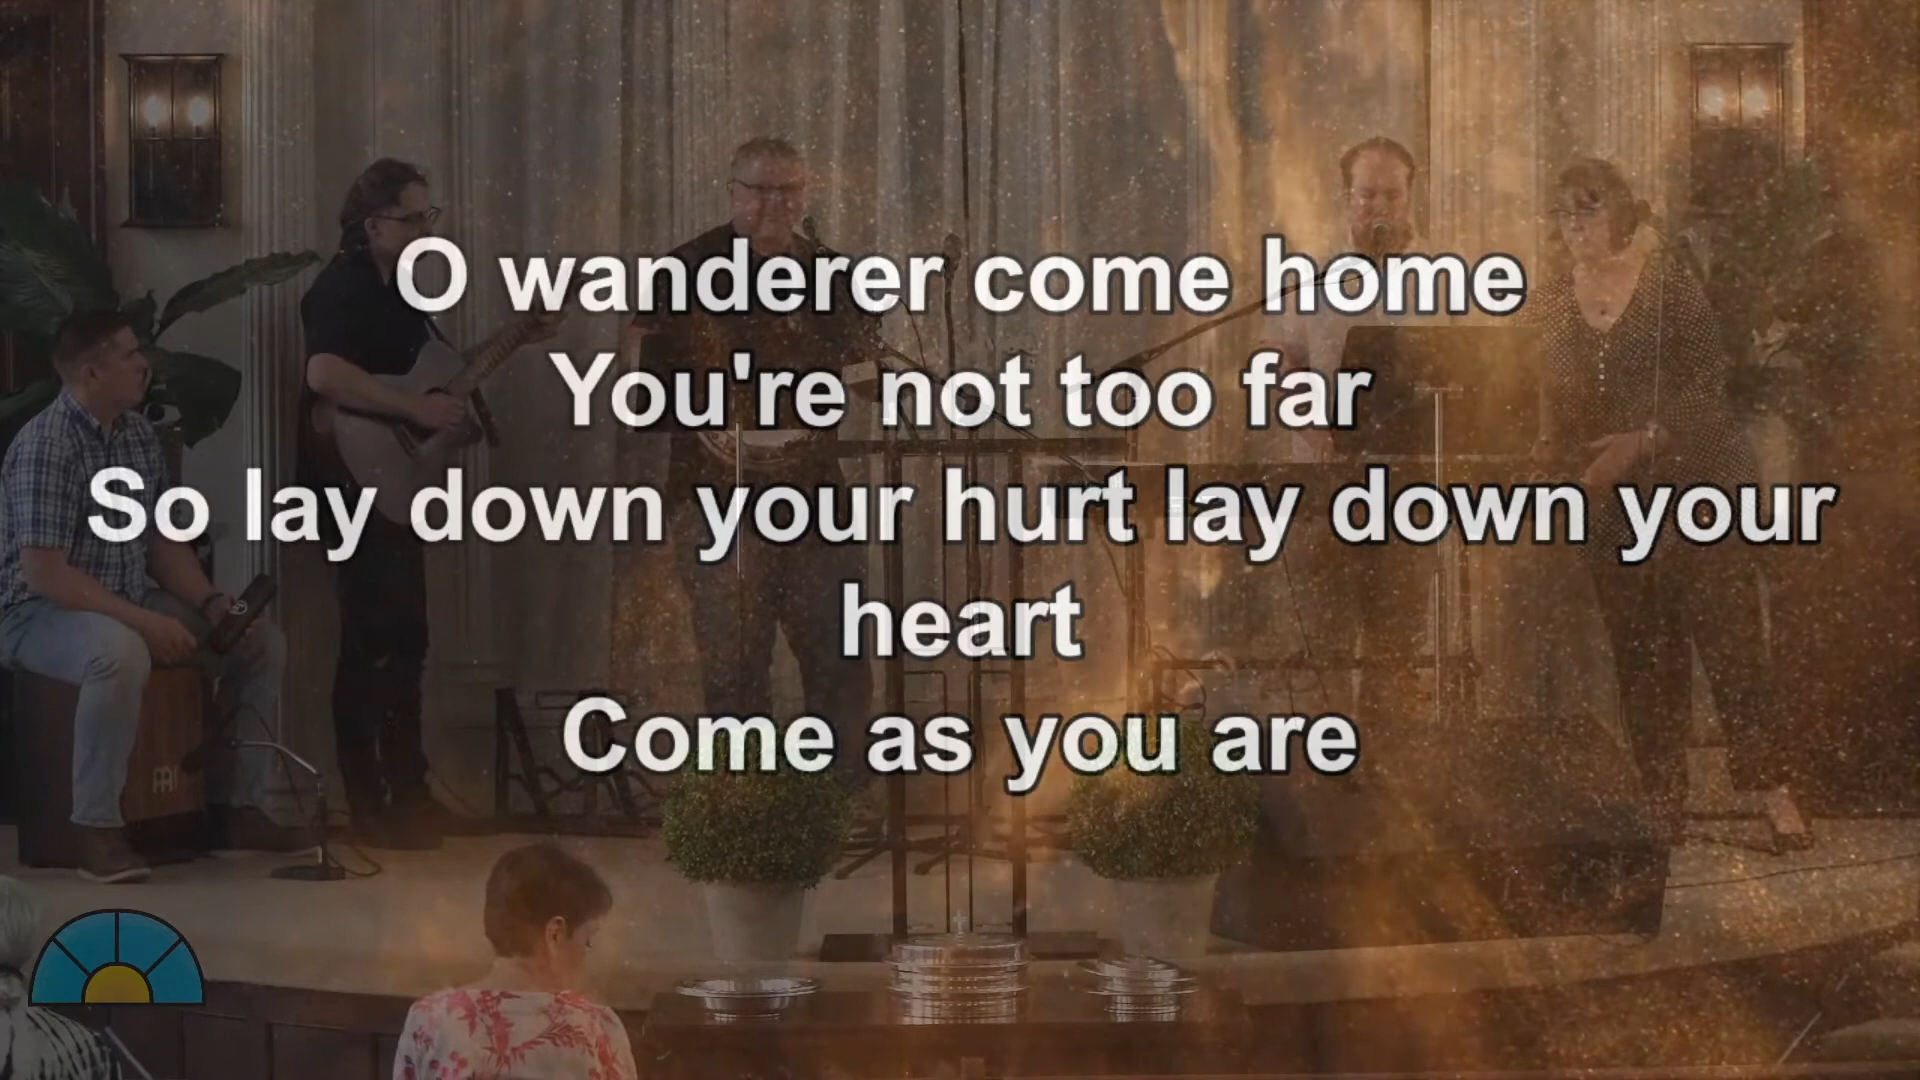 O wanderer come home
You're not too far
So lay down your hurt lay down your
heart
Come as you are